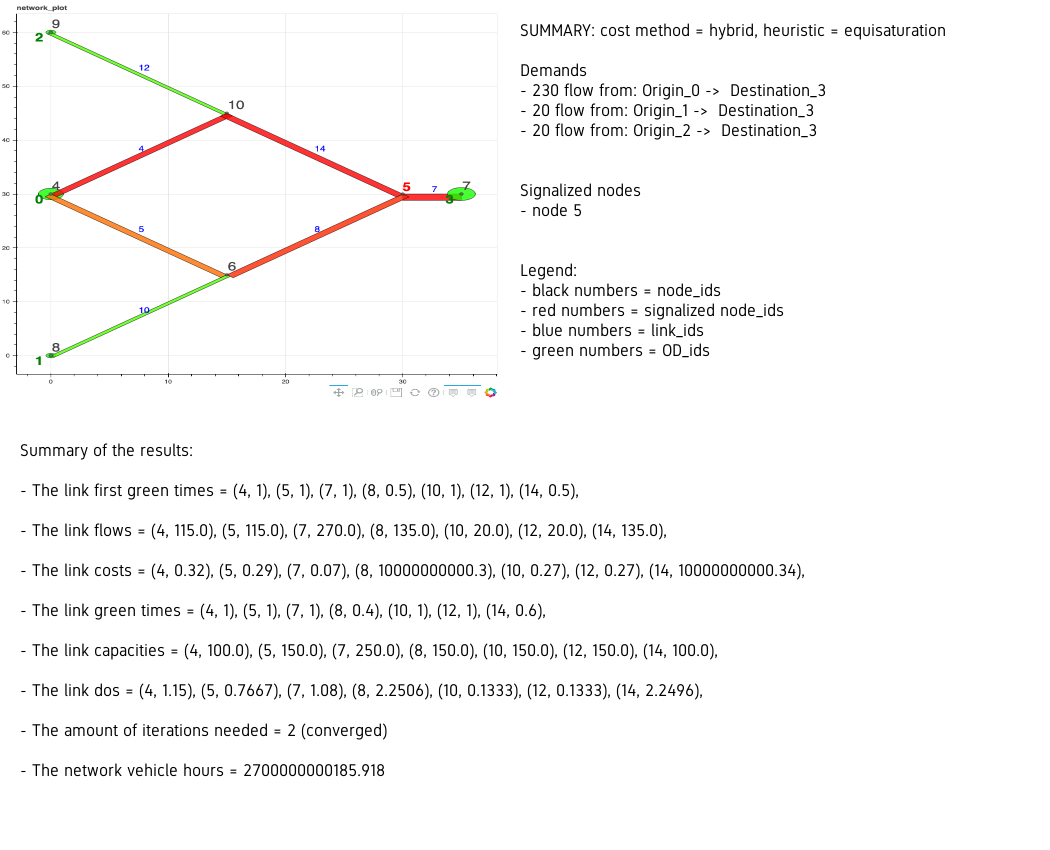 network_plot
SUMMARY: cost method = hybrid, heuristic = equisaturation
Demands
- 230 flow from: Origin_0 -> Destination_3
- 20 flow from: Origin_1 -> Destination_3
- 20 flow from: Origin_2 -> Destination_3
Signalized nodes
- node 5
Legend:
- black numbers = node_ids
- red numbers = signalized node_ids
- blue numbers = link_ids
- green numbers = OD_ids
60
50
40
30
20
10
0
0
10
20
30
9
2
12
10
4
14
4
0
5
7
7
3
5
8
6
10
8
1
Summary of the results:
- The link first green times = (4, 1), (5, 1), (7, 1), (8, 0.5), (10, 1), (12, 1), (14, 0.5),
- The link flows = (4, 115.0), (5, 115.0), (7, 270.0), (8, 135.0), (10, 20.0), (12, 20.0), (14, 135.0),
- The link costs = (4, 0.32), (5, 0.29), (7, 0.07), (8, 10000000000.3), (10, 0.27), (12, 0.27), (14, 10000000000.34),
- The link green times = (4, 1), (5, 1), (7, 1), (8, 0.4), (10, 1), (12, 1), (14, 0.6),
- The link capacities = (4, 100.0), (5, 150.0), (7, 250.0), (8, 150.0), (10, 150.0), (12, 150.0), (14, 100.0),
- The link dos = (4, 1.15), (5, 0.7667), (7, 1.08), (8, 2.2506), (10, 0.1333), (12, 0.1333), (14, 2.2496),
- The amount of iterations needed = 2 (converged)
- The network vehicle hours = 2700000000185.918